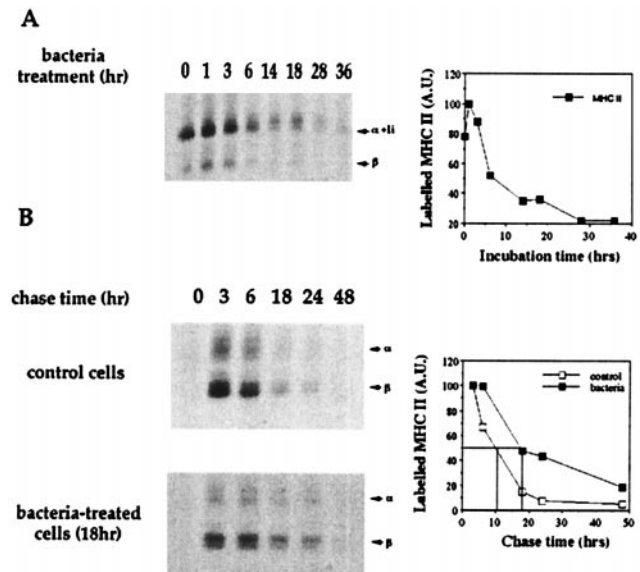 A
bacteria
treatment (hr)
0 1 3 6 14 18 28 36
α+Ii
β
Labelled MHC II (A.U.)
120
100
80
60
40
20
0 10 20 30 40
Incubation time (hrs)
MHC II
B
chase time (hr)
0 3 6 18 24 48
control cells
α
β
bacteria-treated
cells (18hr)
α
β
Labelled MHC II (A.U.)
120
100
80
60
40
20
0
0 10 20 30 40 50
Chase time (hrs)
control
bacteria